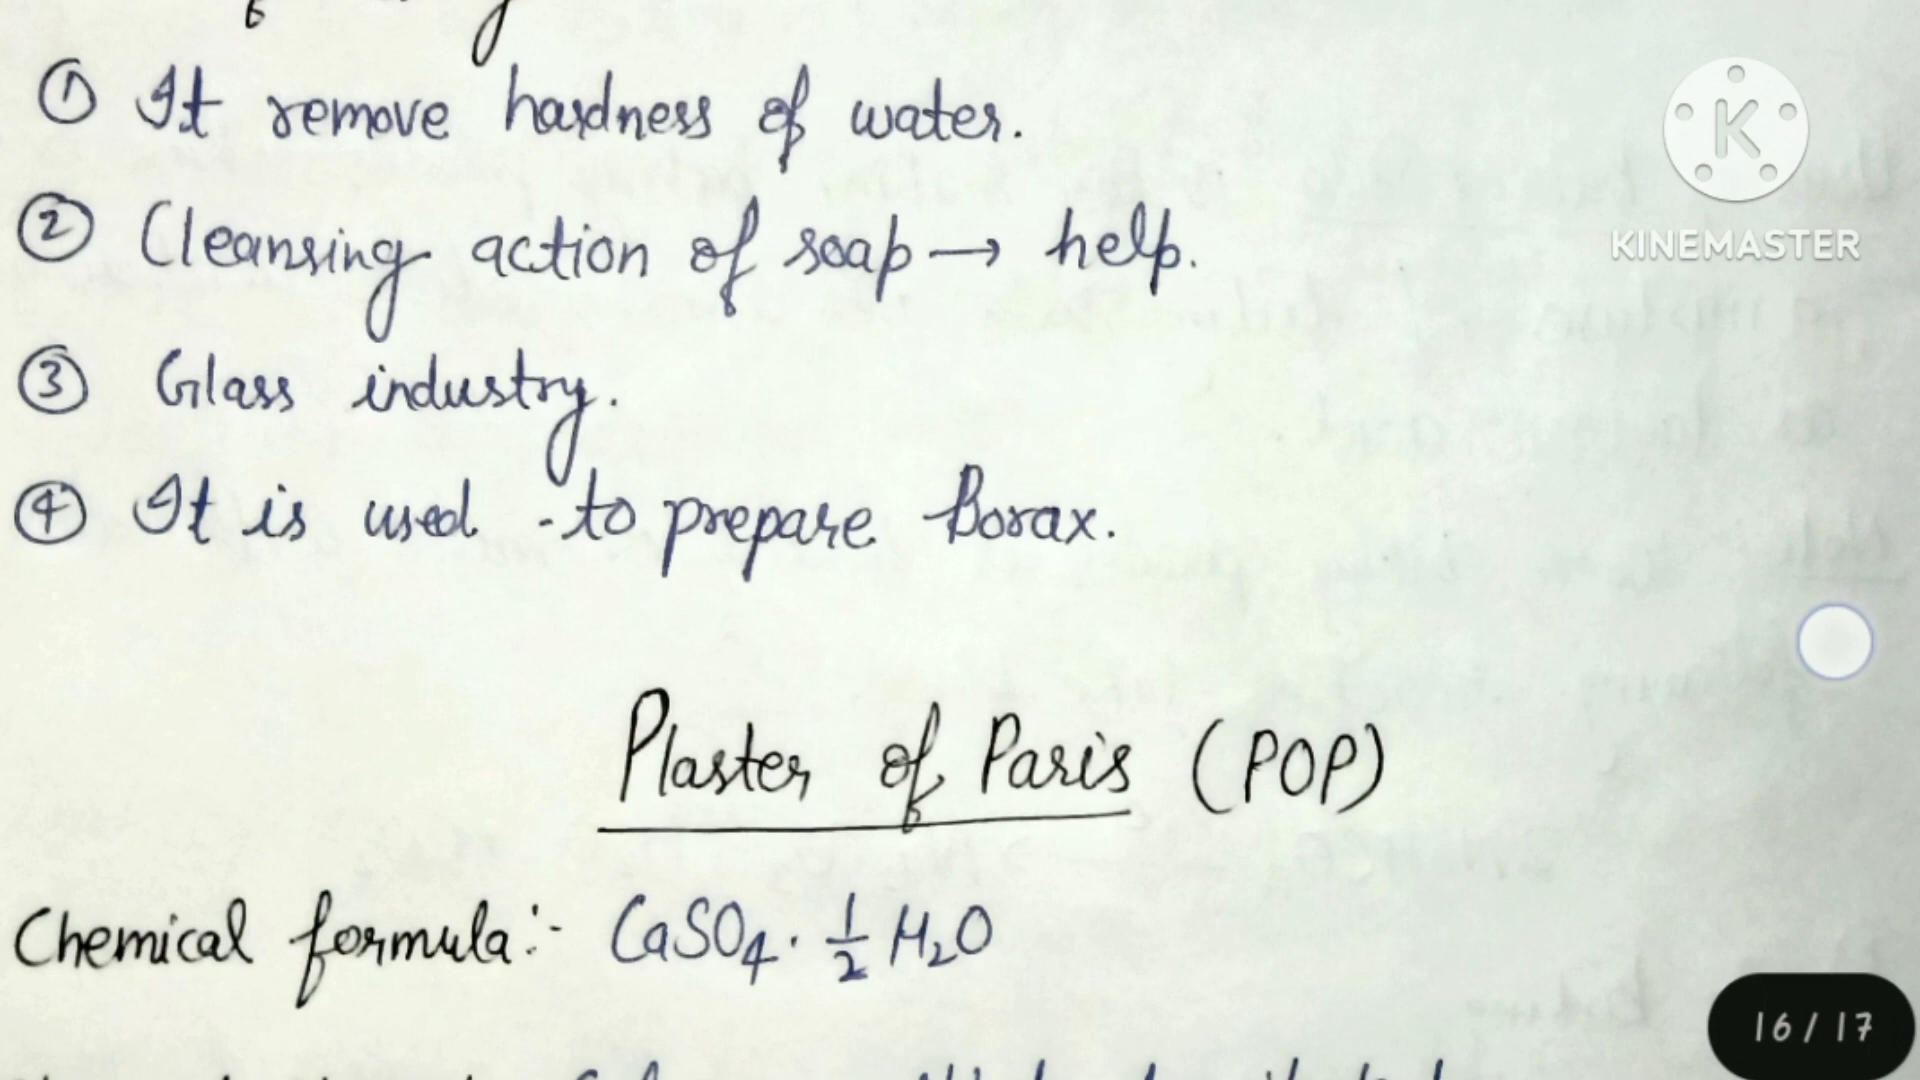 ① It remove hardness of water.
② Cleansing action of soap → help.
③ Glass industry.
④ It is used to prepare Borax.
Plaster of Paris (POP)
Chemical formula:- CaSO₄. ½ H₂O
K
KINEMASTER
16/17